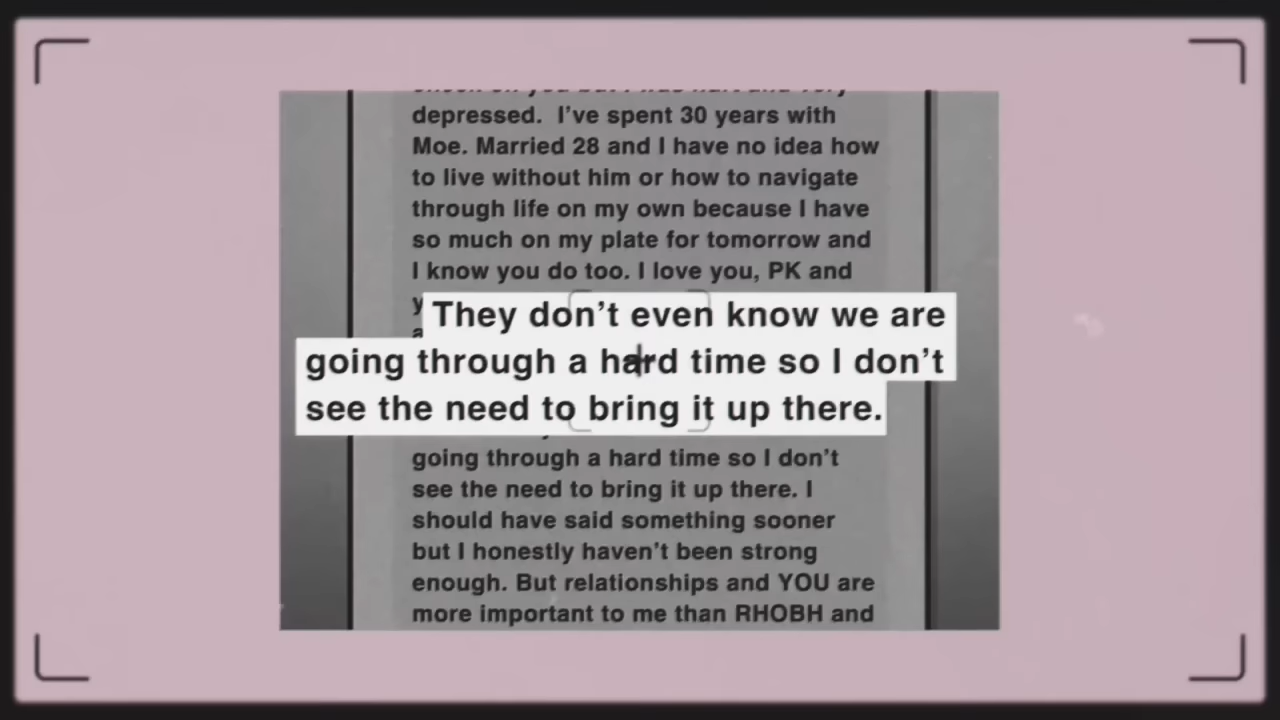 depressed.  I've spent 30 years with
Moe. Married 28 and I have no idea how
to live without him or how to navigate
through life on my own because I have
so much on my plate for tomorrow and
I know you do too. I love you, PK and
They don't even know we are
going through a hard time so I don't
see the need to bring it up there.
going through a hard time so I don't
see the need to bring it up there. I
should have said something sooner
but I honestly haven't been strong
enough. But relationships and YOU are
more important to me than RHOBH and